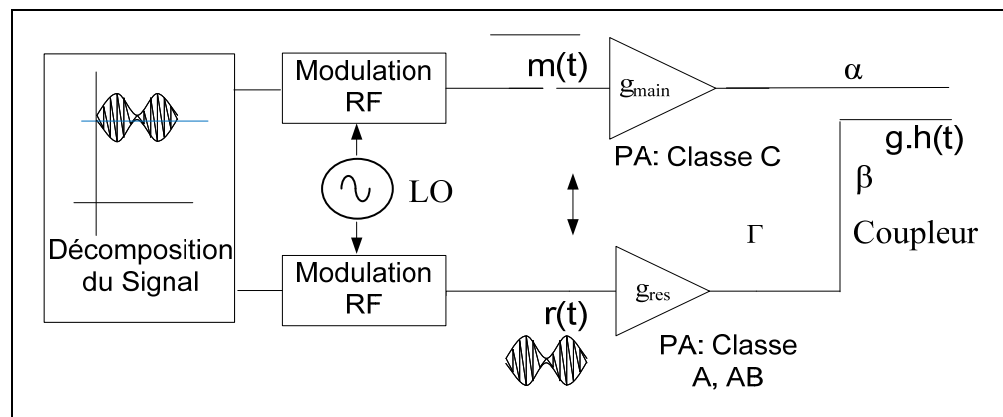 Modulation
RF
m(t)
g_main
α
PA: Classe C
g.h(t)
β
LO
Décomposition
du Signal
Γ
Coupleur
Modulation
RF
r(t)
g_res
PA: Classe
A, AB